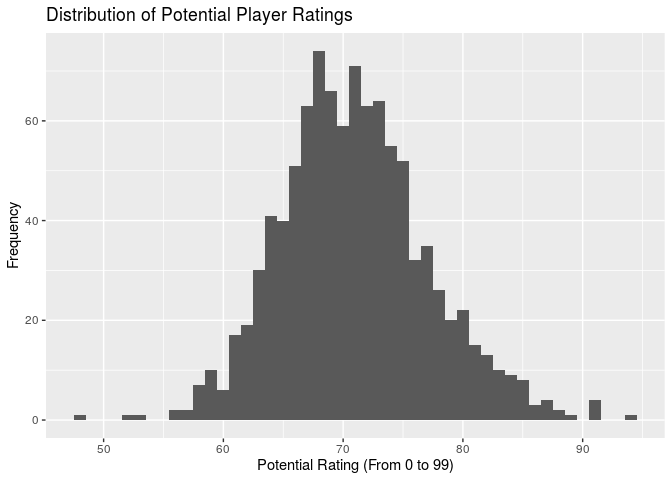 Distribution of Potential Player Ratings
Frequency
60
40
20
0
50 60 70 80 90
Potential Rating (From 0 to 99)